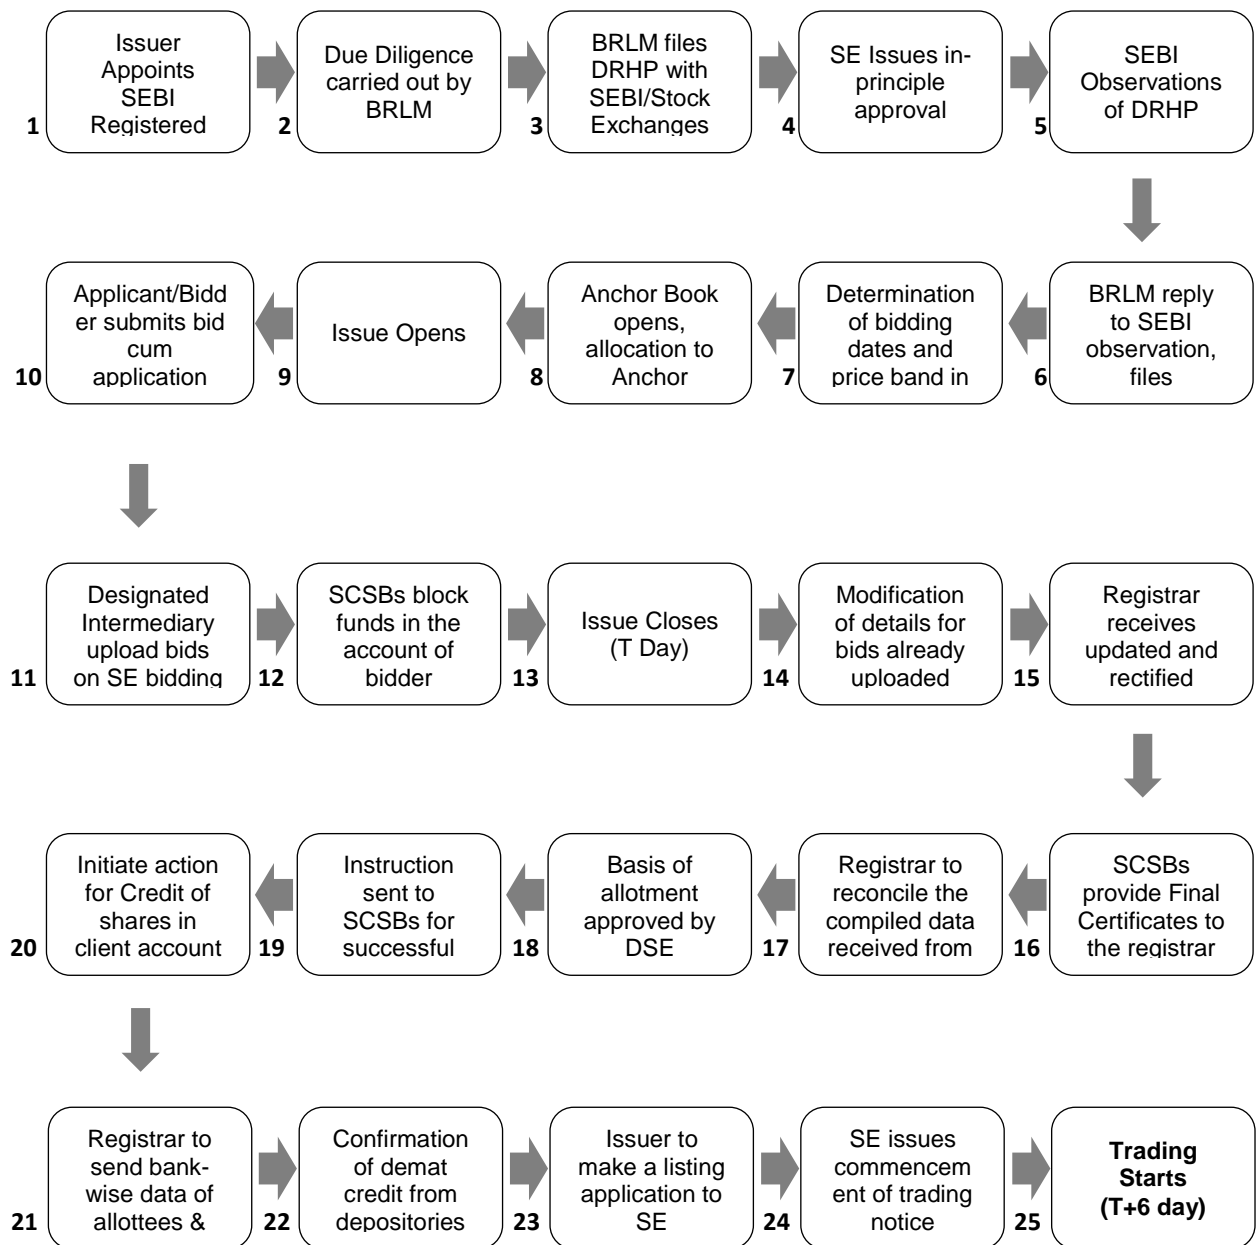 1
Issuer
Appoints
SEBI
Registered
2
Due Diligence
carried out by
BRLM
3
BRLM files
DRHP with
SEBI/Stock
Exchanges
4
SE Issues in-
principle
approval
5
SEBI
Observations
of DRHP
6
BRLM reply
to SEBI
observation,
files
7
Determination
of bidding
dates and
price band in
8
Anchor Book
opens,
allocation to
Anchor
9
Issue Opens
10
Applicant/Bidd
er submits bid
cum
application
11
Designated
Intermediary
upload bids
on SE bidding
12
SCSBs block
funds in the
account of
bidder
13
Issue Closes
(T Day)
14
Modification
of details for
bids already
uploaded
15
Registrar
receives
updated and
rectified
16
SCSBs
provide Final
Certificates to
the registrar
17
Registrar to
reconcile the
compiled data
received from
18
Basis of
allotment
approved by
DSE
19
Instruction
sent to
SCSBs for
successful
20
Initiate action
for Credit of
shares in
client account
21
Registrar to
send bank-
wise data of
allottees &
22
Confirmation
of demat
credit from
depositories
23
Issuer to
make a listing
application to
SE
24
SE issues
commencem
ent of trading
notice
25
Trading
Starts
(T+6 day)